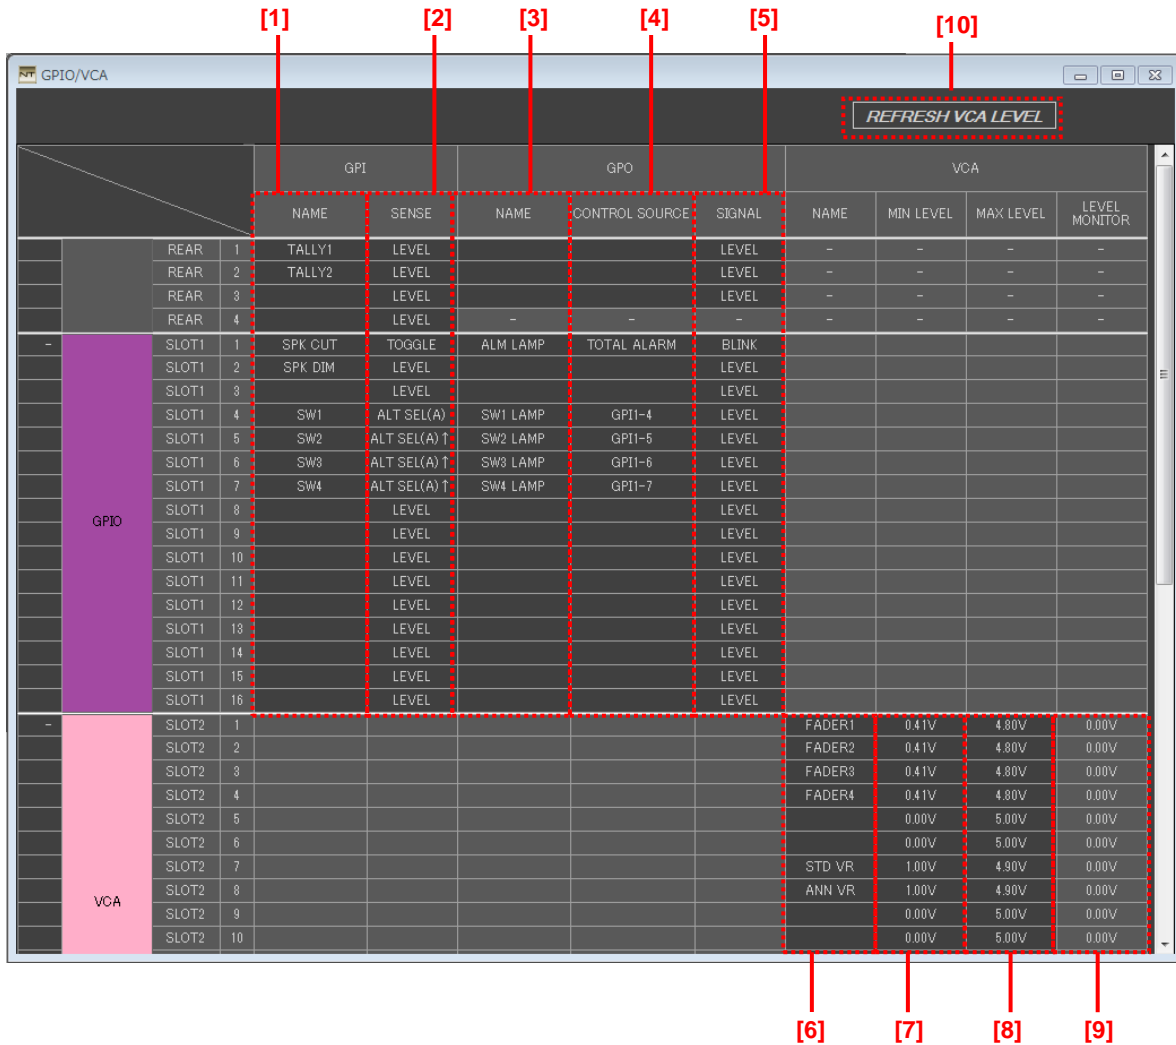 [1] [2] [3] [4] [5] [10]
NT GPIO/VCA
REFRESH VCA LEVEL
GPI GPO VCA
NAME SENSE NAME CONTROL SOURCE SIGNAL NAME MIN LEVEL MAX LEVEL LEVEL MONITOR
REAR 1 TALLY1 LEVEL LEVEL - - - -
REAR 2 TALLY2 LEVEL LEVEL - - - -
REAR 3 LEVEL LEVEL - - - -
REAR 4 LEVEL - - - - - - -
- SLOT1 1 SPK CUT TOGGLE ALM LAMP TOTAL ALARM BLINK
SLOT1 2 SPK DIM LEVEL LEVEL
SLOT1 3 LEVEL LEVEL
SLOT1 4 SW1 ALT SEL(A) SW1 LAMP GPI1-4 LEVEL
SLOT1 5 SW2 ALT SEL(A)↑ SW2 LAMP GPI1-5 LEVEL
SLOT1 6 SW3 ALT SEL(A)↑ SW3 LAMP GPI1-6 LEVEL
SLOT1 7 SW4 ALT SEL(A)↑ SW4 LAMP GPI1-7 LEVEL
GPIO SLOT1 8 LEVEL LEVEL
SLOT1 9 LEVEL LEVEL
SLOT1 10 LEVEL LEVEL
SLOT1 11 LEVEL LEVEL
SLOT1 12 LEVEL LEVEL
SLOT1 13 LEVEL LEVEL
SLOT1 14 LEVEL LEVEL
SLOT1 15 LEVEL LEVEL
SLOT1 16 LEVEL LEVEL
- SLOT2 1 FADER1 0.41V 4.80V 0.00V
SLOT2 2 FADER2 0.41V 4.80V 0.00V
SLOT2 3 FADER3 0.41V 4.80V 0.00V
SLOT2 4 FADER4 0.41V 4.80V 0.00V
SLOT2 5 0.00V 5.00V 0.00V
SLOT2 6 0.00V 5.00V 0.00V
SLOT2 7 STD VR 1.00V 4.90V 0.00V
VCA SLOT2 8 ANN VR 1.00V 4.90V 0.00V
SLOT2 9 0.00V 5.00V 0.00V
SLOT2 10 0.00V 5.00V 0.00V
[6] [7] [8] [9]